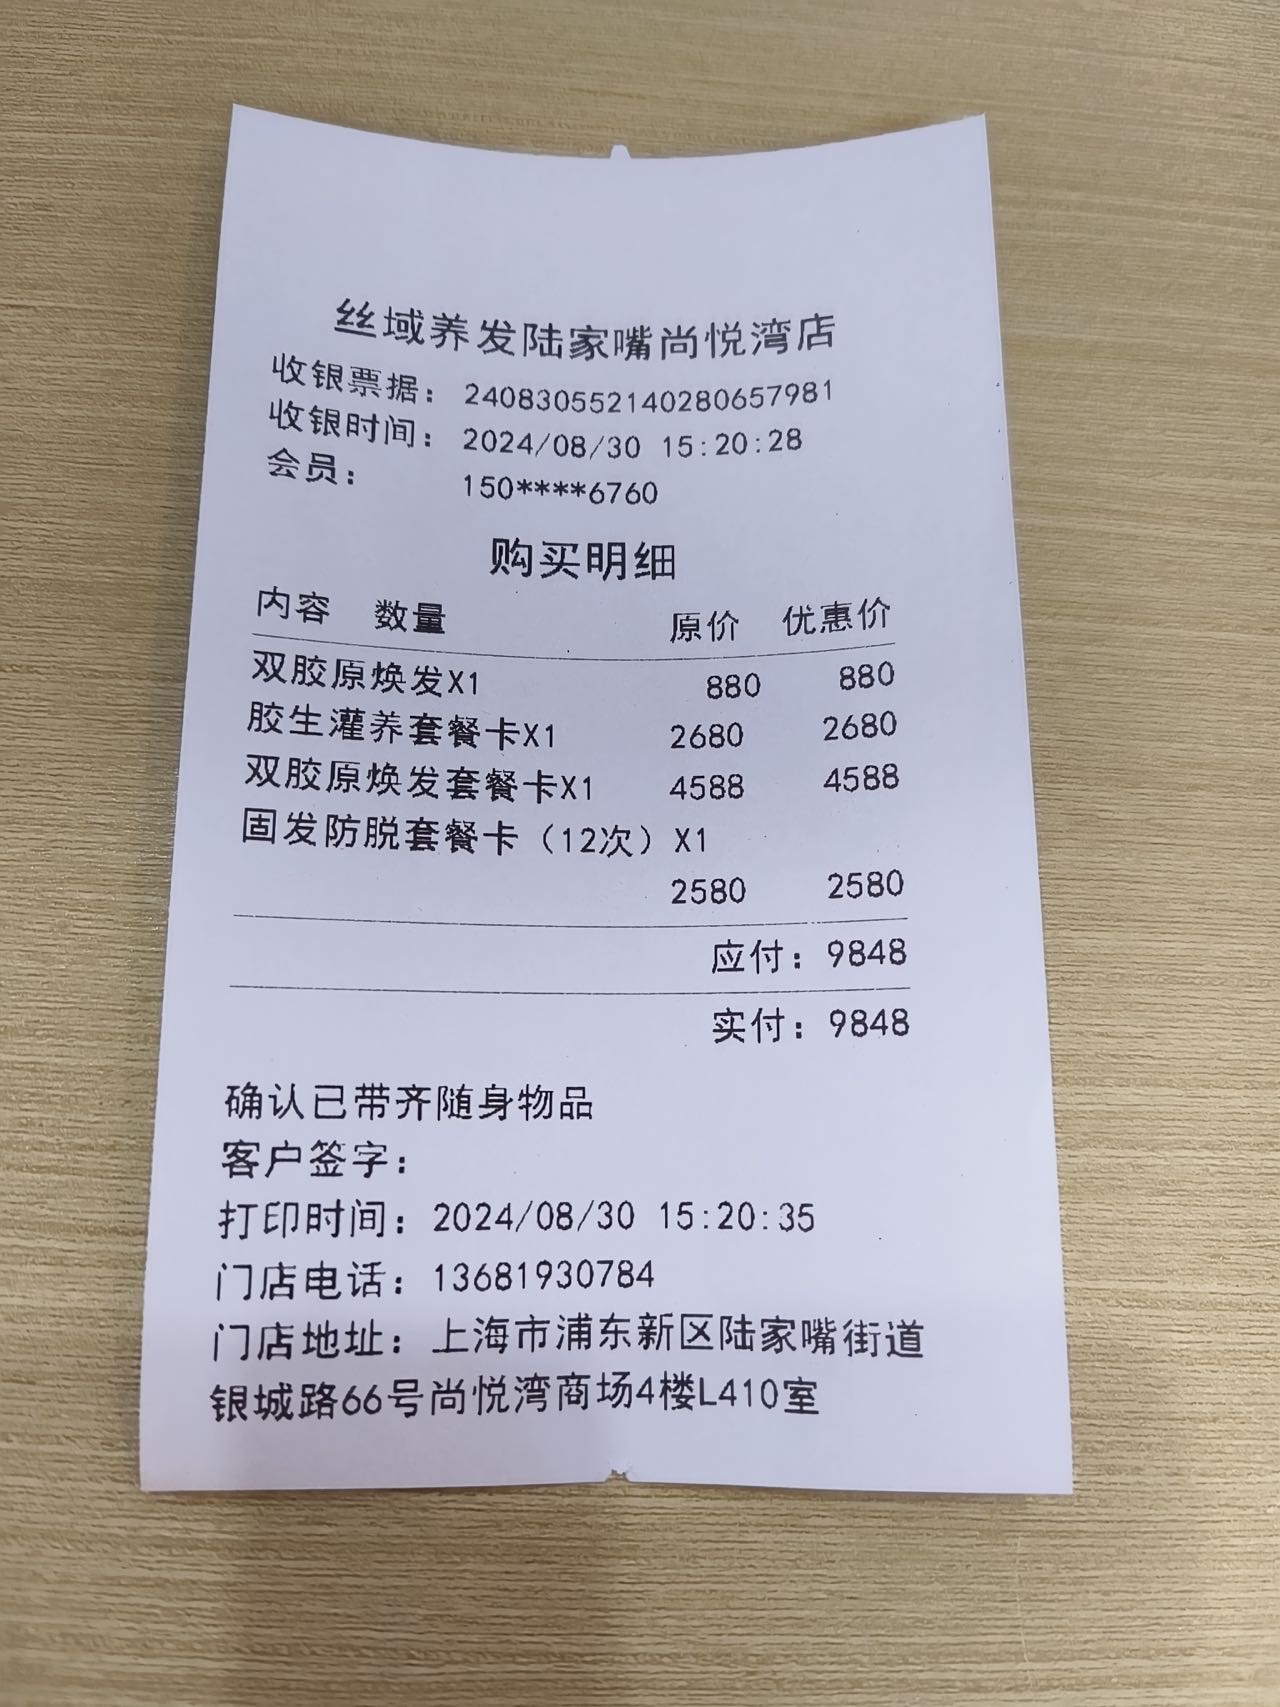 丝域养发陆家嘴尚悦湾店
收银票据： 240830552140280657981
收银时间： 2024/08/30 15:20:28
会员： 150****6760
购买明细
内容 数量 原价 优惠价
双胶原焕发X1 880 880
胶生灌养套餐卡X1 2680 2680
双胶原焕发套餐卡X1 4588 4588
固发防脱套餐卡（12次）X1
2580 2580
应付：9848
实付：9848
确认已带齐随身物品
客户签字：
打印时间：2024/08/30 15:20:35
门店电话：13681930784
门店地址：上海市浦东新区陆家嘴街道
银城路66号尚悦湾商场4楼L410室